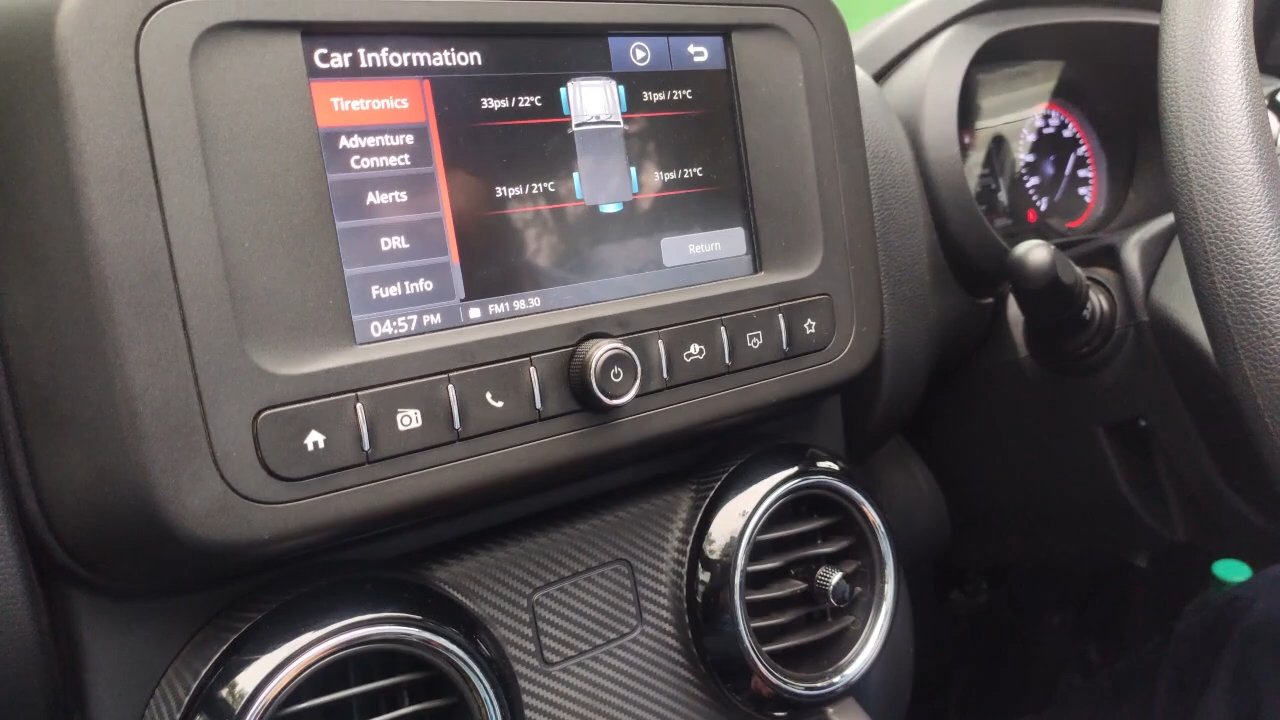 Car Information
Tiretronics
33psi / 22°C
31psi / 21°C
Adventure
Connect
Alerts
31psi / 21°C
31psi / 21°C
DRL
Return
Fuel Info
04:57 PM
FM1 98.30